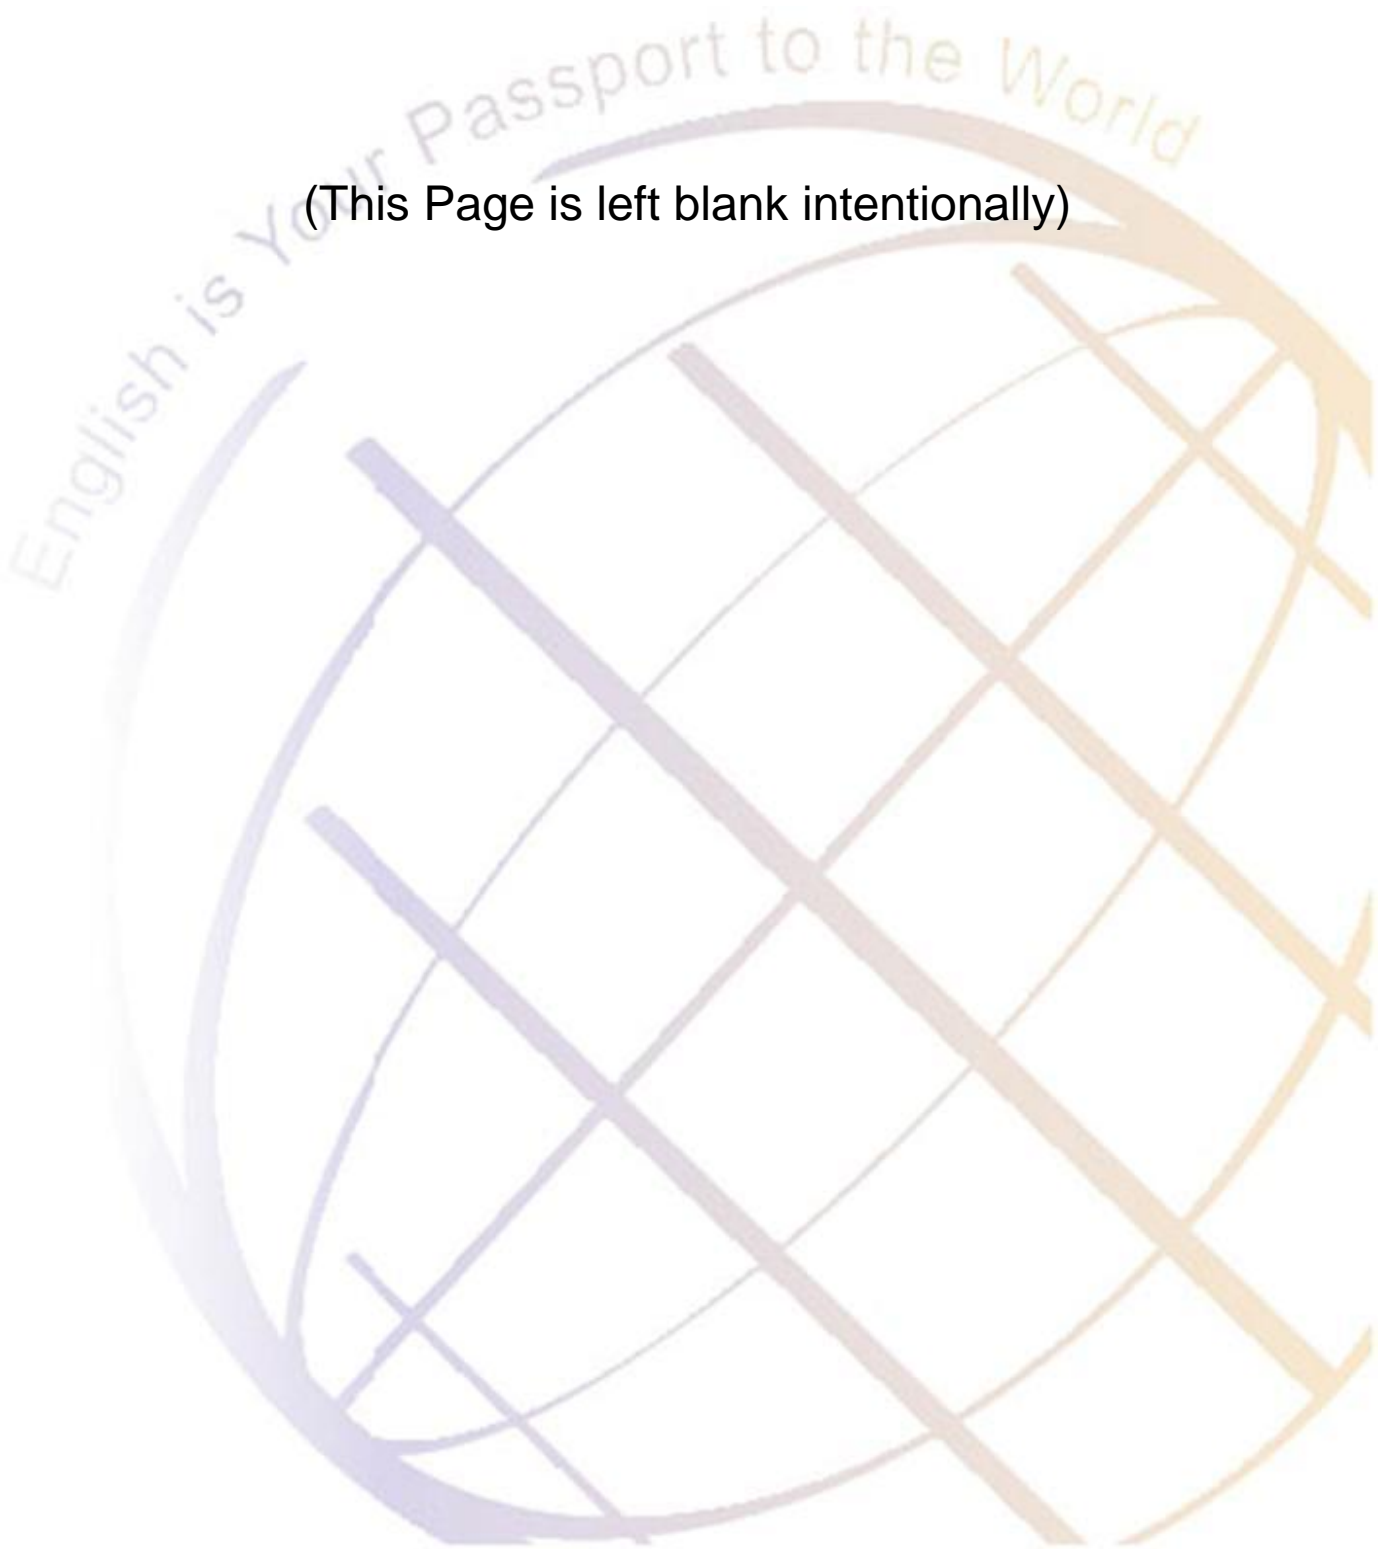 English is Your Passport to the World
(This Page is left blank intentionally)